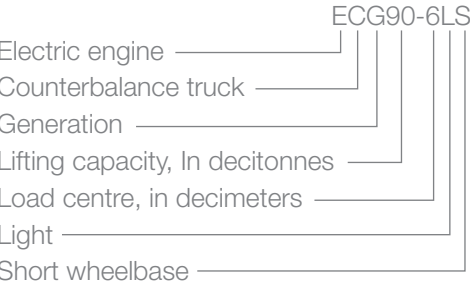 ECG90-6LS
Electric engine
Counterbalance truck
Generation
Lifting capacity, In decitonnes
Load centre, in decimeters
Light
Short wheelbase